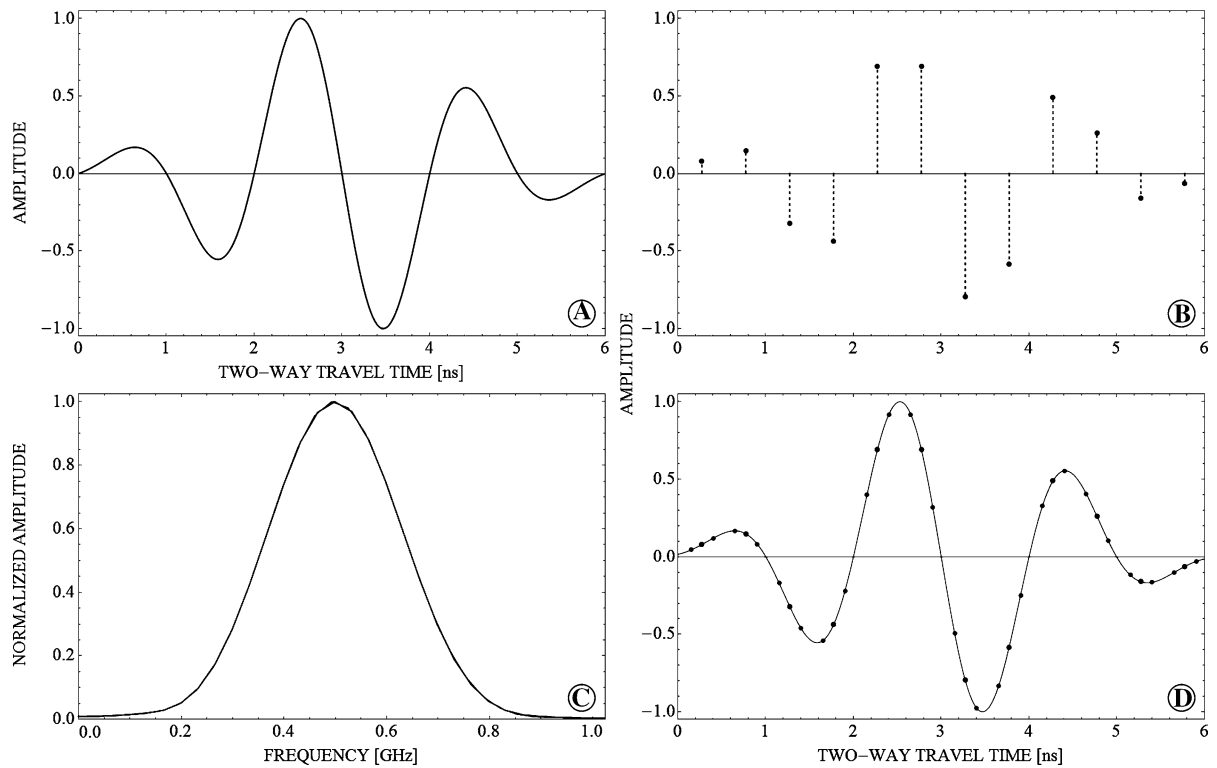 1.0
0.5
0.0
−0.5
−1.0
AMPLITUDE
0 1 2 3 4 5 6
TWO−WAY TRAVEL TIME [ns]
A
1.0
0.5
0.0
−0.5
−1.0
AMPLITUDE
0 1 2 3 4 5 6
B
1.0
0.8
0.6
0.4
0.2
0.0
NORMALIZED AMPLITUDE
0.0 0.2 0.4 0.6 0.8 1.0
FREQUENCY [GHz]
C
1.0
0.5
0.0
−0.5
−1.0
0 1 2 3 4 5 6
TWO−WAY TRAVEL TIME [ns]
D